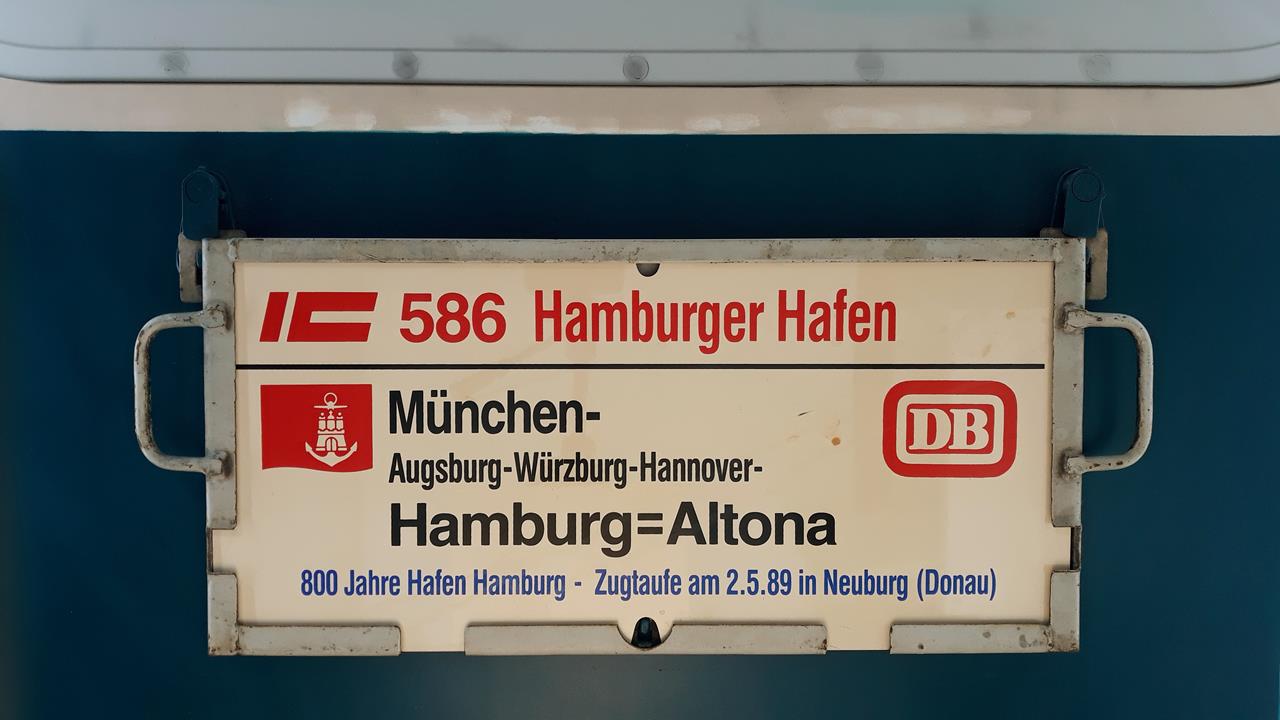 IC 586 Hamburger Hafen
München-
DB
Augsburg-Würzburg-Hannover-
Hamburg=Altona
800 Jahre Hafen Hamburg - Zugtaufe am 2.5.89 in Neuburg (Donau)